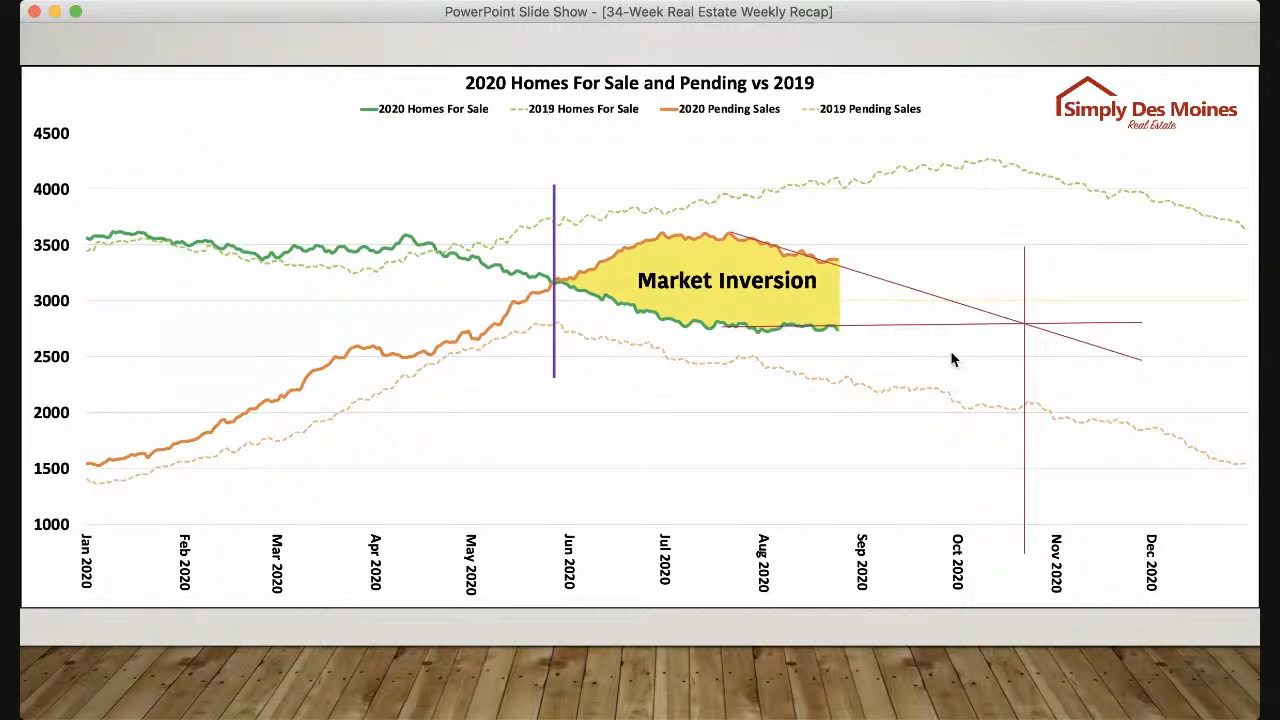 PowerPoint Slide Show - [34-Week Real Estate Weekly Recap]
2020 Homes For Sale and Pending vs 2019
2020 Homes For Sale 2019 Homes For Sale 2020 Pending Sales 2019 Pending Sales
Simply Des Moines
Real Estate
4500
4000
3500
3000
2500
2000
1500
1000
Market Inversion
Jan 2020
Feb 2020
Mar 2020
Apr 2020
May 2020
Jun 2020
Jul 2020
Aug 2020
Sep 2020
Oct 2020
Nov 2020
Dec 2020